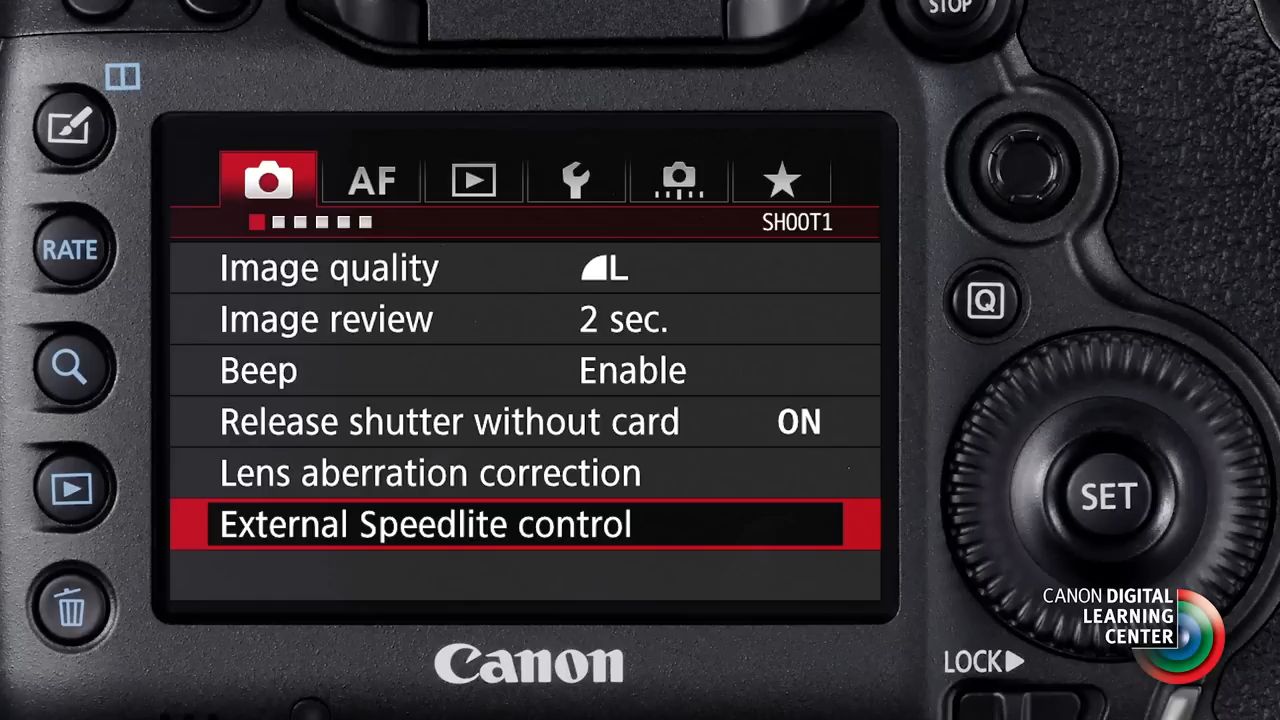 STOP
AF
SHOOT1
RATE
Image quality L
Image review 2 sec.
Beep Enable
Release shutter without card ON
Lens aberration correction
External Speedlite control
Q
SET
CANON DIGITAL
LEARNING
CENTER
LOCK
Canon